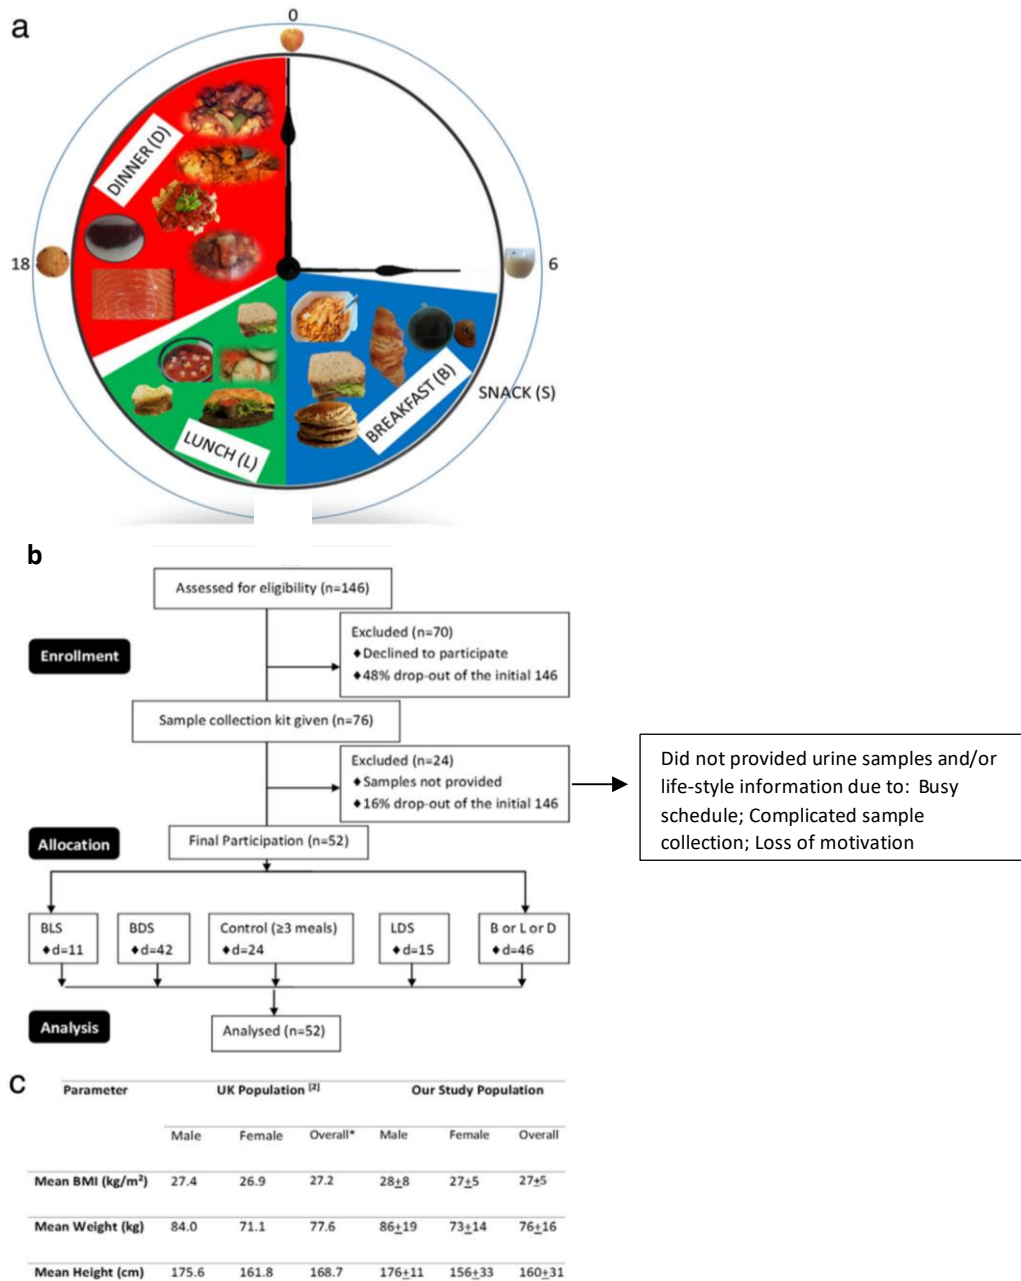 a
0
DINNER (D)
18
6
SNACK (S)
BREAKFAST (B)
LUNCH (L)
b
Assessed for eligibility (n=146)
Enrollment
Excluded (n=70)
♦Declined to participate
♦48% drop-out of the initial 146
Sample collection kit given (n=76)
Excluded (n=24)
♦Samples not provided
♦16% drop-out of the initial 146
Did not provided urine samples and/or
life-style information due to: Busy
schedule; Complicated sample
collection; Loss of motivation
Allocation
Final Participation (n=52)
BLS
♦d=11
BDS
♦d=42
Control (≥3 meals)
♦d=24
LDS
♦d=15
B or L or D
♦d=46
Analysis
Analysed (n=52)
C
Parameter UK Population [2] Our Study Population
Male Female Overall* Male Female Overall
Mean BMI (kg/m²) 27.4 26.9 27.2 28±8 27±5 27±5
Mean Weight (kg) 84.0 71.1 77.6 86±19 73±14 76±16
Mean Height (cm) 175.6 161.8 168.7 176±11 156±33 160±31